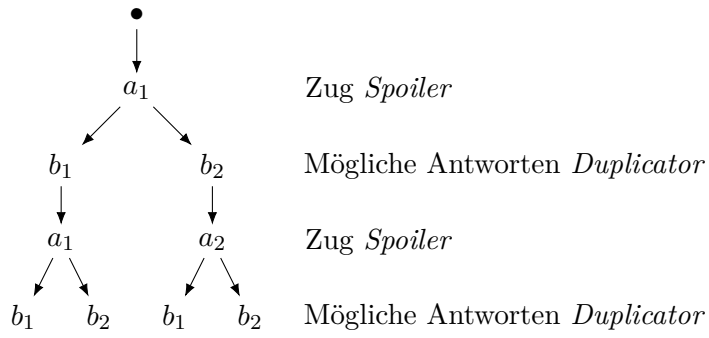 a₁ Zug Spoiler
b₁ b₂ Mögliche Antworten Duplicator
a₁ a₂ Zug Spoiler
b₁ b₂ b₁ b₂ Mögliche Antworten Duplicator